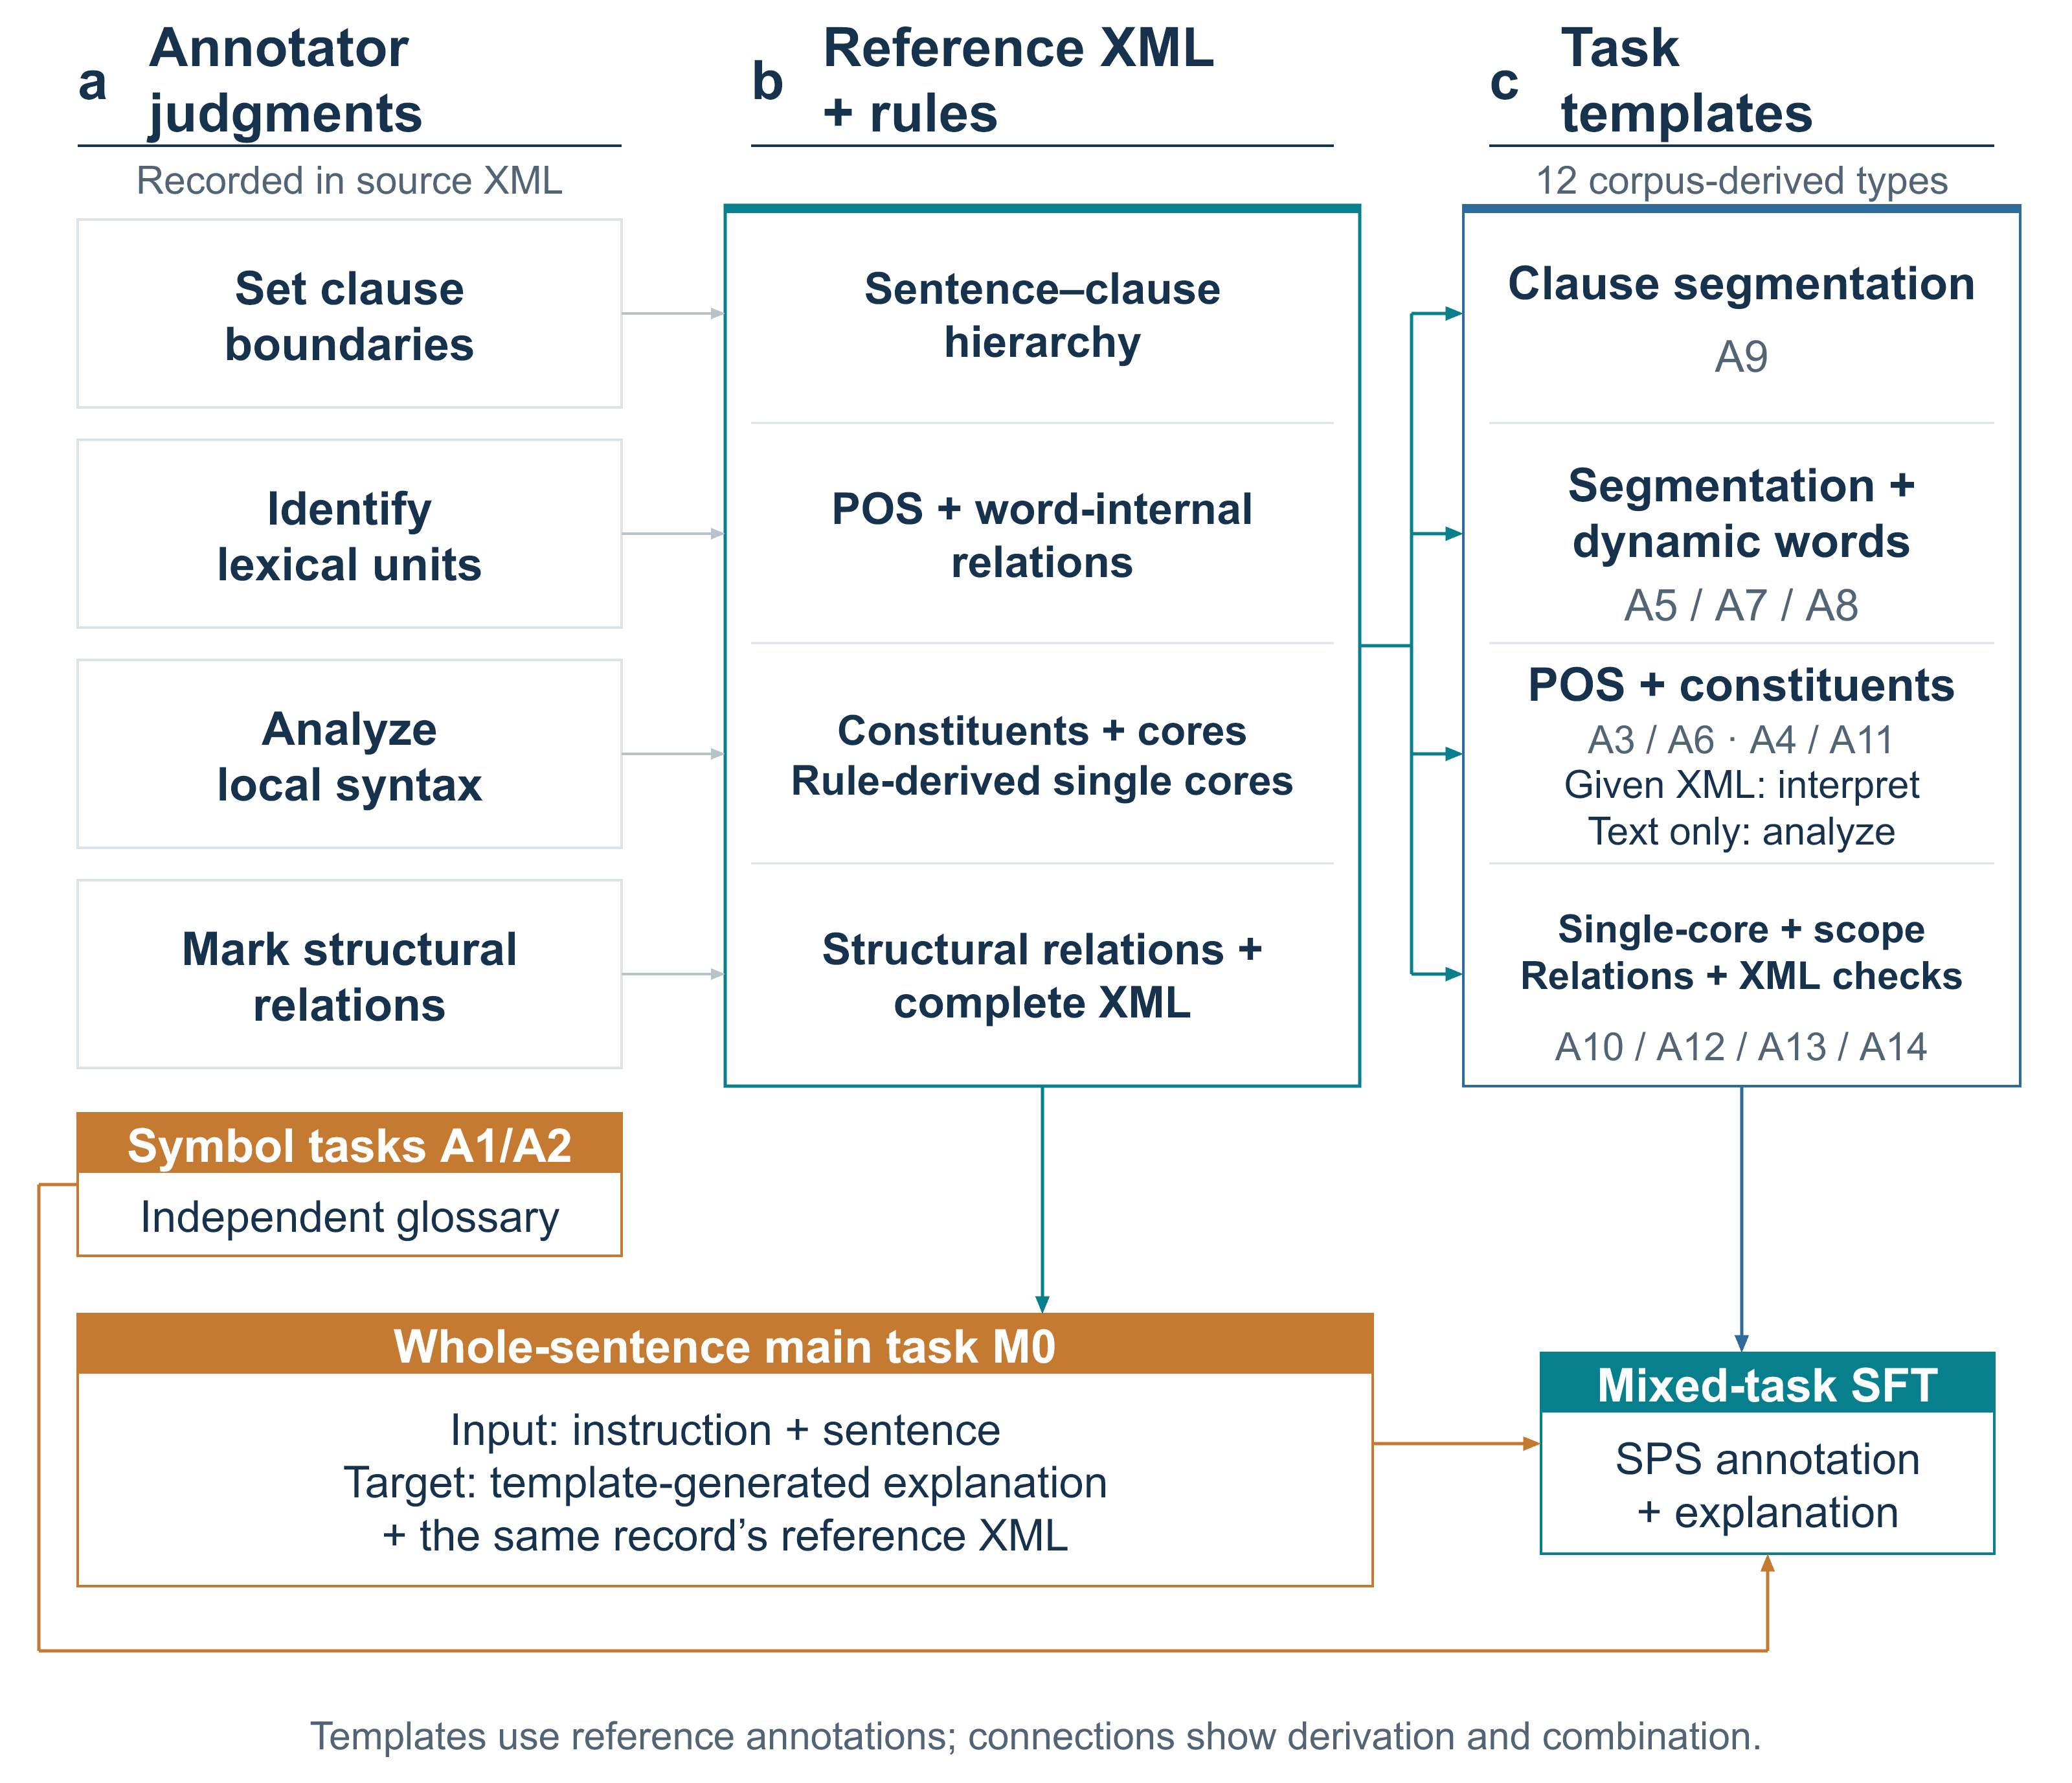 a
Annotator
judgments
Recorded in source XML
Set clause
boundaries
Identify
lexical units
Analyze
local syntax
Mark structural
relations
b
Reference XML
+ rules
Sentence–clause
hierarchy
POS + word-internal
relations
Constituents + cores
Rule-derived single cores
Structural relations +
complete XML
c
Task
templates
12 corpus-derived types
Clause segmentation
A9
Segmentation +
dynamic words
A5 / A7 / A8
POS + constituents
A3 / A6 · A4 / A11
Given XML: interpret
Text only: analyze
Single-core + scope
Relations + XML checks
A10 / A12 / A13 / A14
Symbol tasks A1/A2
Independent glossary
Whole-sentence main task M0
Input: instruction + sentence
Target: template-generated explanation
+ the same record’s reference XML
Mixed-task SFT
SPS annotation
+ explanation
Templates use reference annotations; connections show derivation and combination.